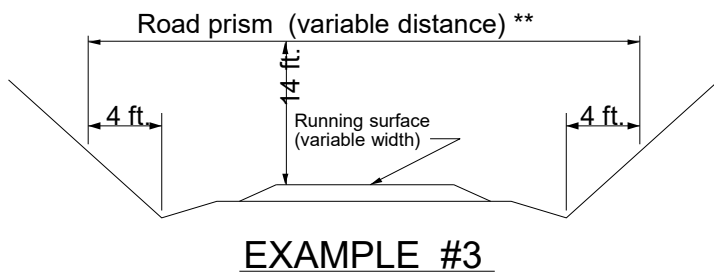 Road prism (variable distance) **
14 ft.
4 ft.
Running surface
(variable width)
4 ft.
EXAMPLE #3